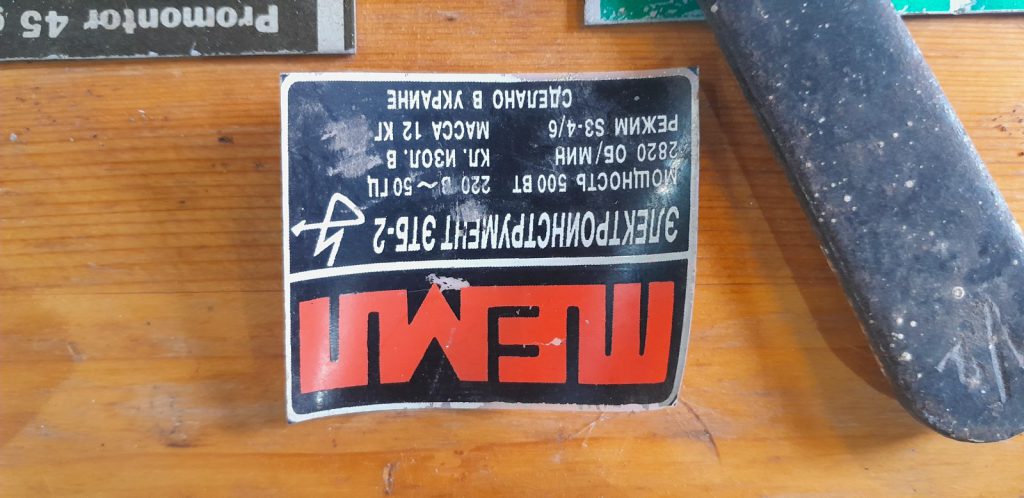 Promontor 45
ТЕМП
ЭЛЕКТРОИНСТРУМЕНТ ЭТБ-2
МОЩНОСТЬ 500 ВТ 220 В ~ 50 ГЦ
2820 ОБ/МИН КЛ. ИЗОЛ. В
РЕЖИМ S3-4/6 МАССА 12 КГ
СДЕЛАНО В УКРАИНЕ